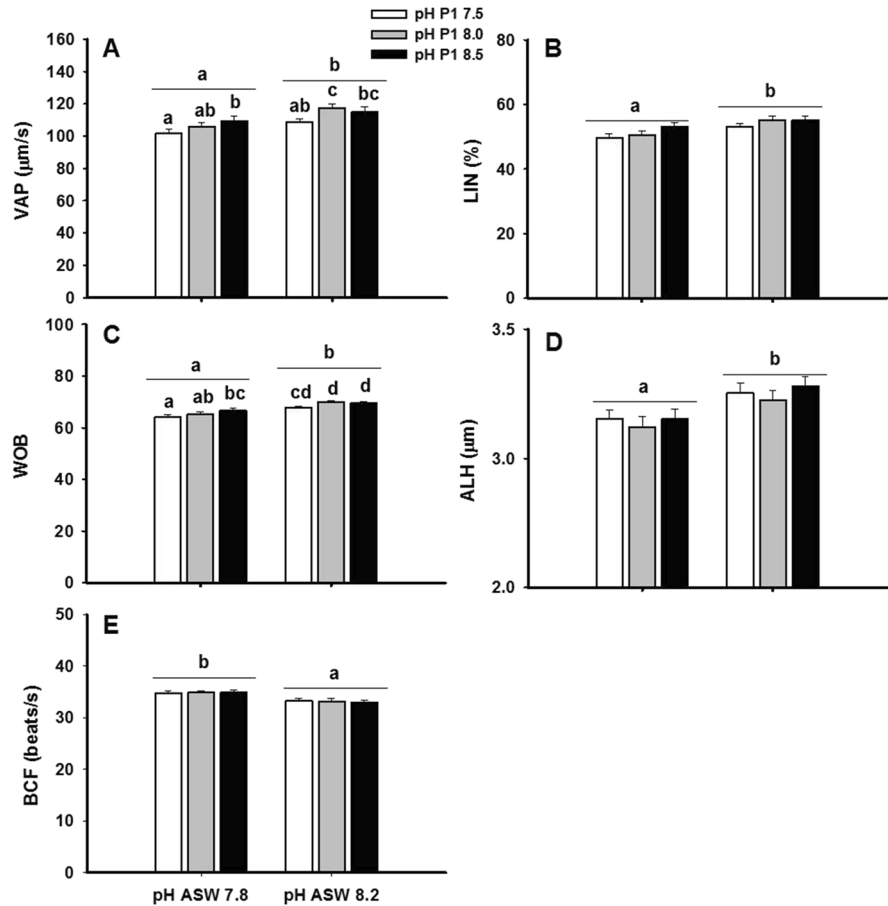 pH P1 7.5
pH P1 8.0
pH P1 8.5
A
160
140
120
100
80
60
40
20
0
VAP (µm/s)
a
b
a
ab
b
ab
c
bc
B
80
60
40
20
0
LIN (%)
a
b
C
100
80
60
40
20
0
WOB
a
b
a
ab
bc
cd
d
d
D
3.5
3.0
2.0
ALH (µm)
a
b
E
50
40
30
20
10
0
BCF (beats/s)
b
a
pH ASW 7.8
pH ASW 8.2